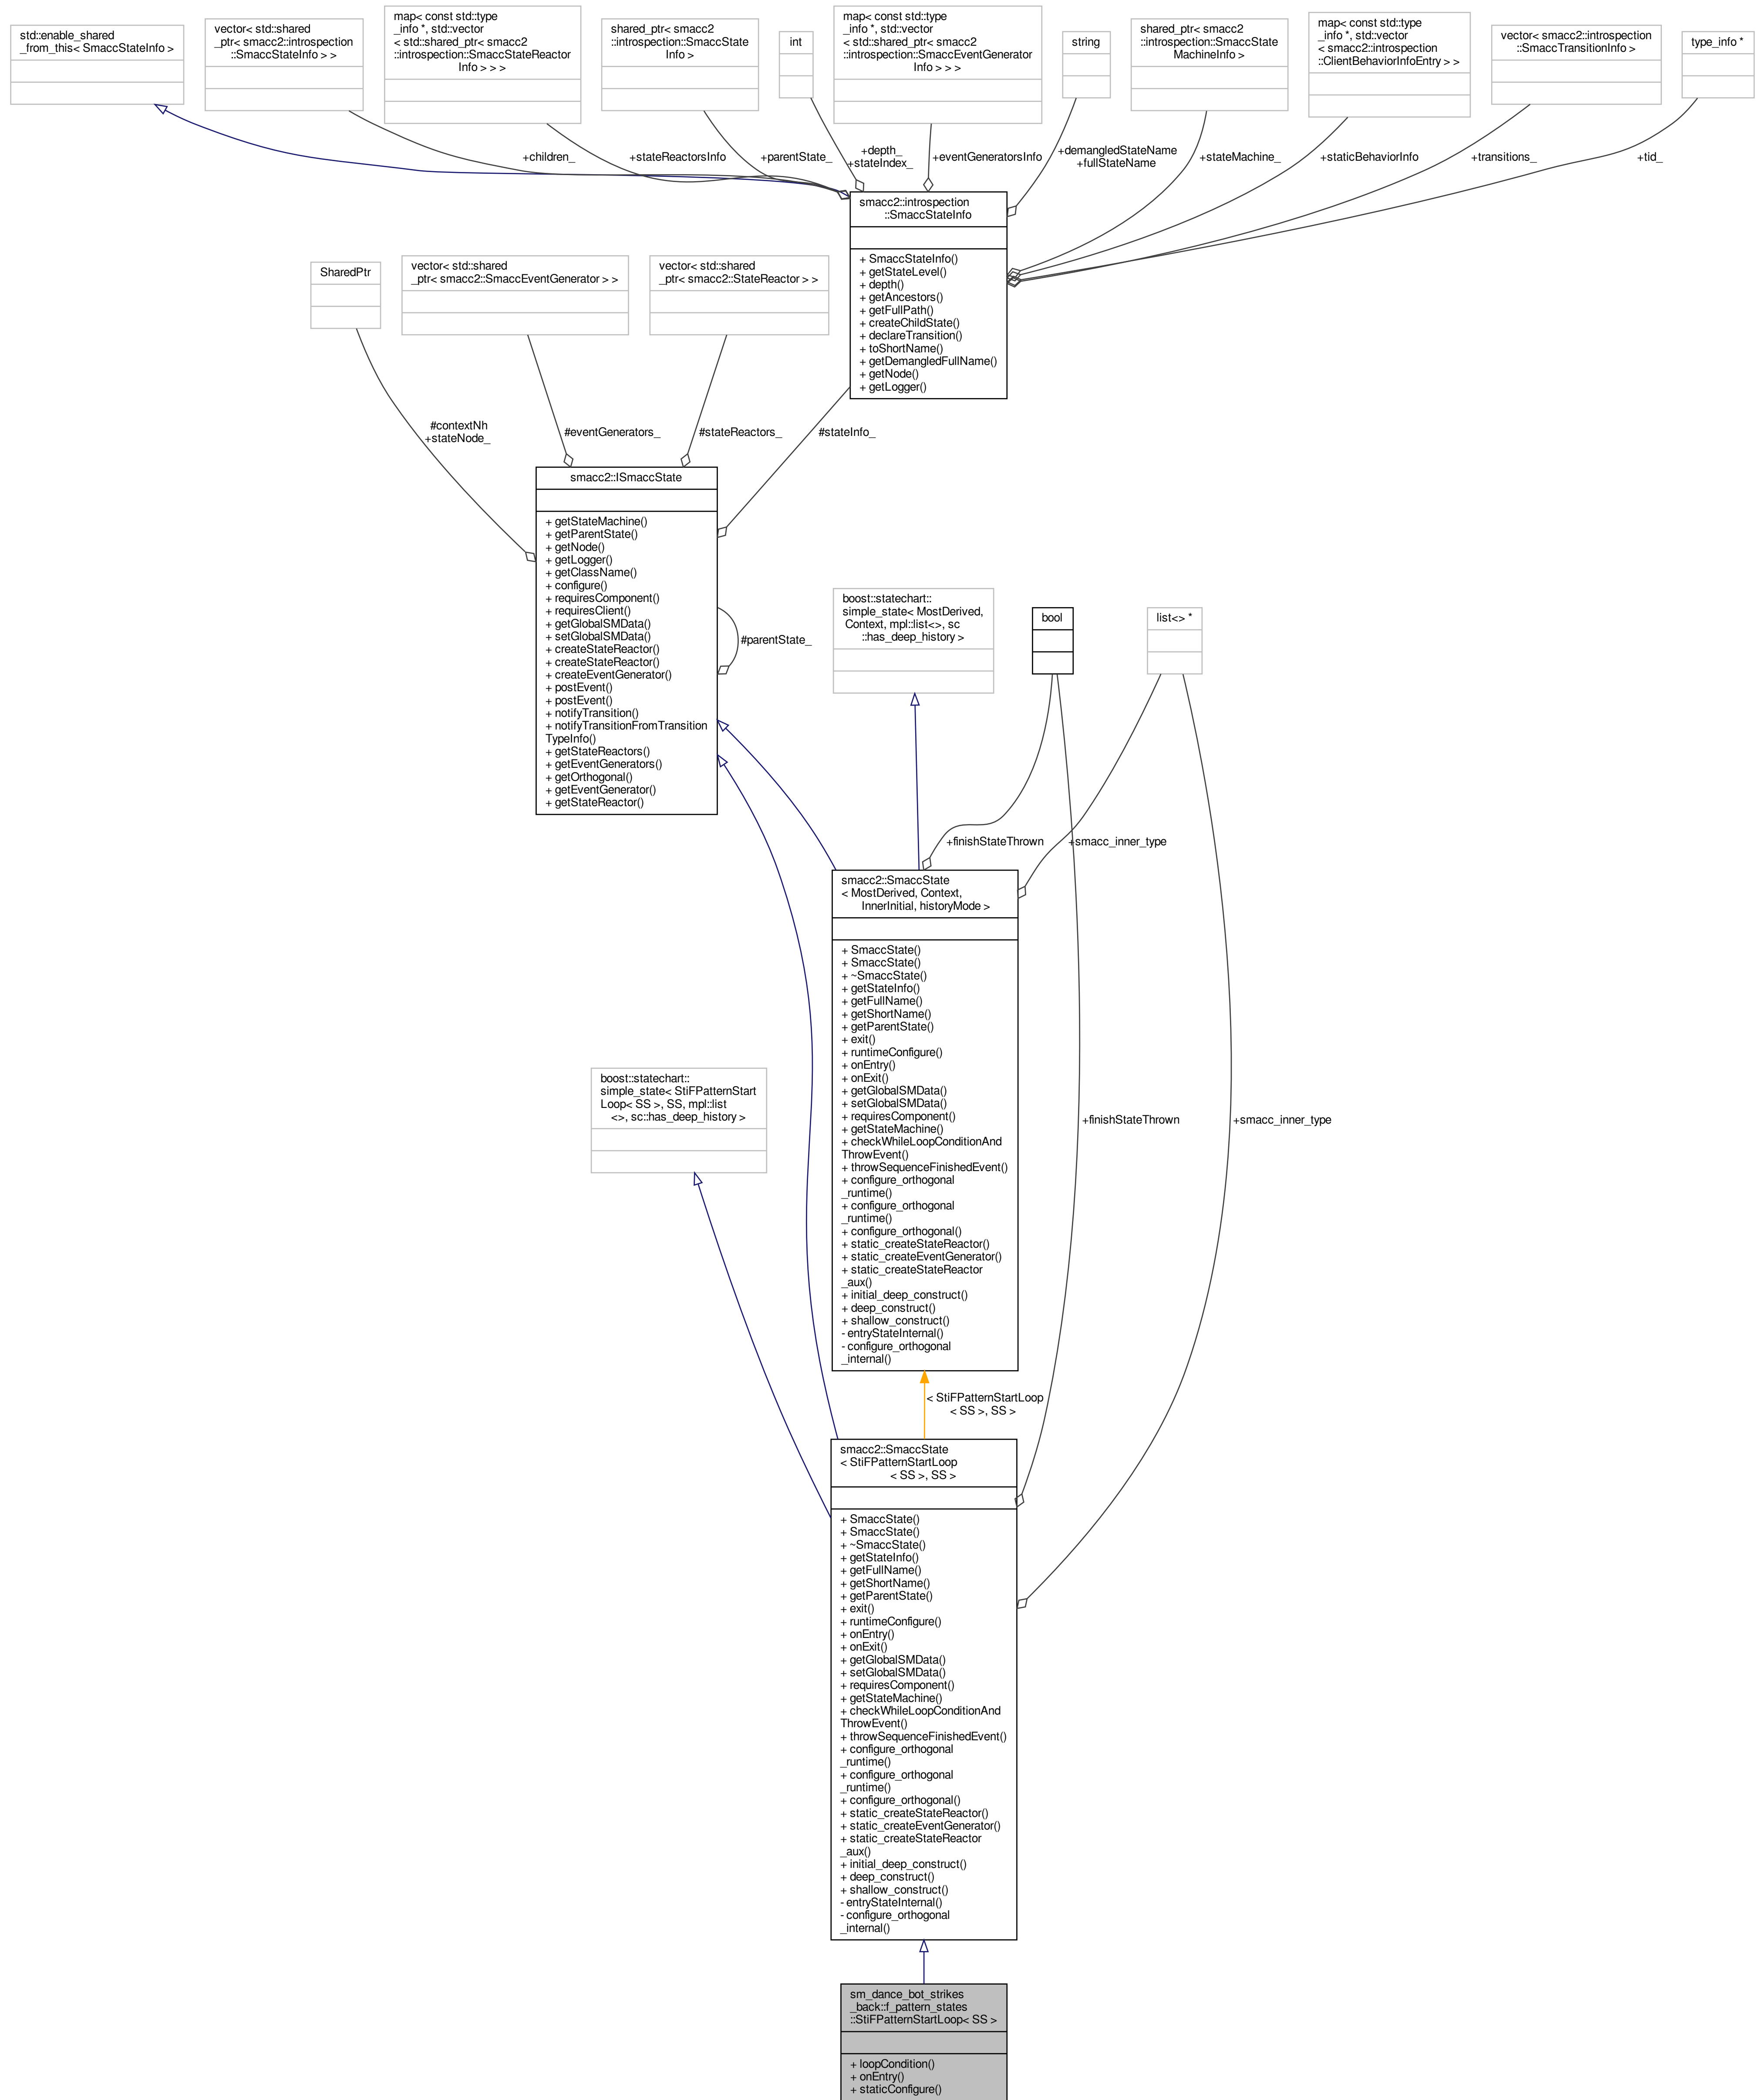 std::enable_shared
_from_this< SmaccStateInfo >
vector< std::shared
_ptr< smacc2::introspection
::SmaccStateInfo > >
map< const std::type
_info *, std::vector
< std::shared_ptr< smacc2
::introspection::SmaccStateReactor
Info > > >
shared_ptr< smacc2
::introspection::SmaccState
Info >
int
map< const std::type
_info *, std::vector
< std::shared_ptr< smacc2
::introspection::SmaccEventGenerator
Info > > >
string
shared_ptr< smacc2
::introspection::SmaccState
MachineInfo >
map< const std::type
_info *, std::vector
< smacc2::introspection
::ClientBehaviorInfoEntry > >
vector< smacc2::introspection
::SmaccTransitionInfo >
type_info *
+children_
+stateReactorsInfo
+parentState_
+depth_
+stateIndex_
+eventGeneratorsInfo
+demangledStateName
+fullStateName
+stateMachine_
+staticBehaviorInfo
+transitions_
+tid_
smacc2::introspection
::SmaccStateInfo
+ SmaccStateInfo()
+ getStateLevel()
+ depth()
+ getAncestors()
+ getFullPath()
+ createChildState()
+ declareTransition()
+ toShortName()
+ getDemangledFullName()
+ getNode()
+ getLogger()
SharedPtr
vector< std::shared
_ptr< smacc2::SmaccEventGenerator > >
vector< std::shared
_ptr< smacc2::StateReactor > >
#contextNh
+stateNode_
#eventGenerators_
#stateReactors_
#stateInfo_
smacc2::ISmaccState
+ getStateMachine()
+ getParentState()
+ getNode()
+ getLogger()
+ getClassName()
+ configure()
+ requiresComponent()
+ requiresClient()
+ getGlobalSMData()
+ setGlobalSMData()
+ createStateReactor()
+ createStateReactor()
+ createEventGenerator()
+ postEvent()
+ postEvent()
+ notifyTransition()
+ notifyTransitionFromTransition
TypeInfo()
+ getStateReactors()
+ getEventGenerators()
+ getOrthogonal()
+ getEventGenerator()
+ getStateReactor()
#parentState_
boost::statechart::
simple_state< MostDerived,
Context, mpl::list<>, sc
::has_deep_history >
bool
list<> *
+finishStateThrown
+smacc_inner_type
smacc2::SmaccState
< MostDerived, Context,
InnerInitial, historyMode >
+ SmaccState()
+ SmaccState()
+ ~SmaccState()
+ getStateInfo()
+ getFullName()
+ getShortName()
+ getParentState()
+ exit()
+ runtimeConfigure()
+ onEntry()
+ onExit()
+ getGlobalSMData()
+ setGlobalSMData()
+ requiresComponent()
+ getStateMachine()
+ checkWhileLoopConditionAnd
ThrowEvent()
+ throwSequenceFinishedEvent()
+ configure_orthogonal
_runtime()
+ configure_orthogonal
_runtime()
+ configure_orthogonal()
+ static_createStateReactor()
+ static_createEventGenerator()
+ static_createStateReactor
_aux()
+ initial_deep_construct()
+ deep_construct()
+ shallow_construct()
- entryStateInternal()
- configure_orthogonal
_internal()
boost::statechart::
simple_state< StiFPatternStart
Loop< SS >, SS, mpl::list
<>, sc::has_deep_history >
+finishStateThrown
+smacc_inner_type
< StiFPatternStartLoop
< SS >, SS >
smacc2::SmaccState
< StiFPatternStartLoop
< SS >, SS >
+ SmaccState()
+ SmaccState()
+ ~SmaccState()
+ getStateInfo()
+ getFullName()
+ getShortName()
+ getParentState()
+ exit()
+ runtimeConfigure()
+ onEntry()
+ onExit()
+ getGlobalSMData()
+ setGlobalSMData()
+ requiresComponent()
+ getStateMachine()
+ checkWhileLoopConditionAnd
ThrowEvent()
+ throwSequenceFinishedEvent()
+ configure_orthogonal
_runtime()
+ configure_orthogonal
_runtime()
+ configure_orthogonal()
+ static_createStateReactor()
+ static_createEventGenerator()
+ static_createStateReactor
_aux()
+ initial_deep_construct()
+ deep_construct()
+ shallow_construct()
- entryStateInternal()
- configure_orthogonal
_internal()
sm_dance_bot_strikes
_back::f_pattern_states
::StiFPatternStartLoop< SS >
+ loopCondition()
+ onEntry()
+ staticConfigure()